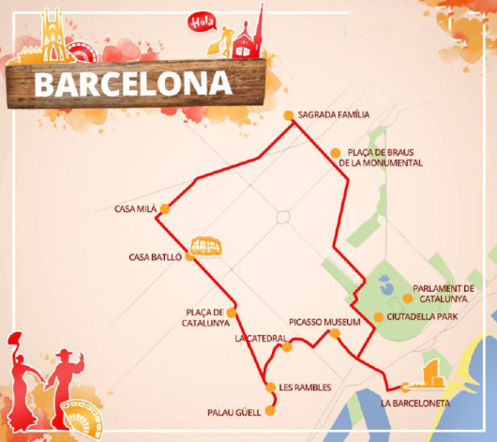 Hola
BARCELONA
SAGRADA FAMÍLIA
PLAÇA DE BRAUS
DE LA MONUMENTAL
CASA MILÀ
CASA BATLLÓ
PARLAMENT DE
CATALUNYA
PLAÇA DE
CATALUNYA
PICASSO MUSEUM
CIUTADELLA PARK
LA CATEDRAL
LES RAMBLES
LA BARCELONETA
PALAU GÜELL